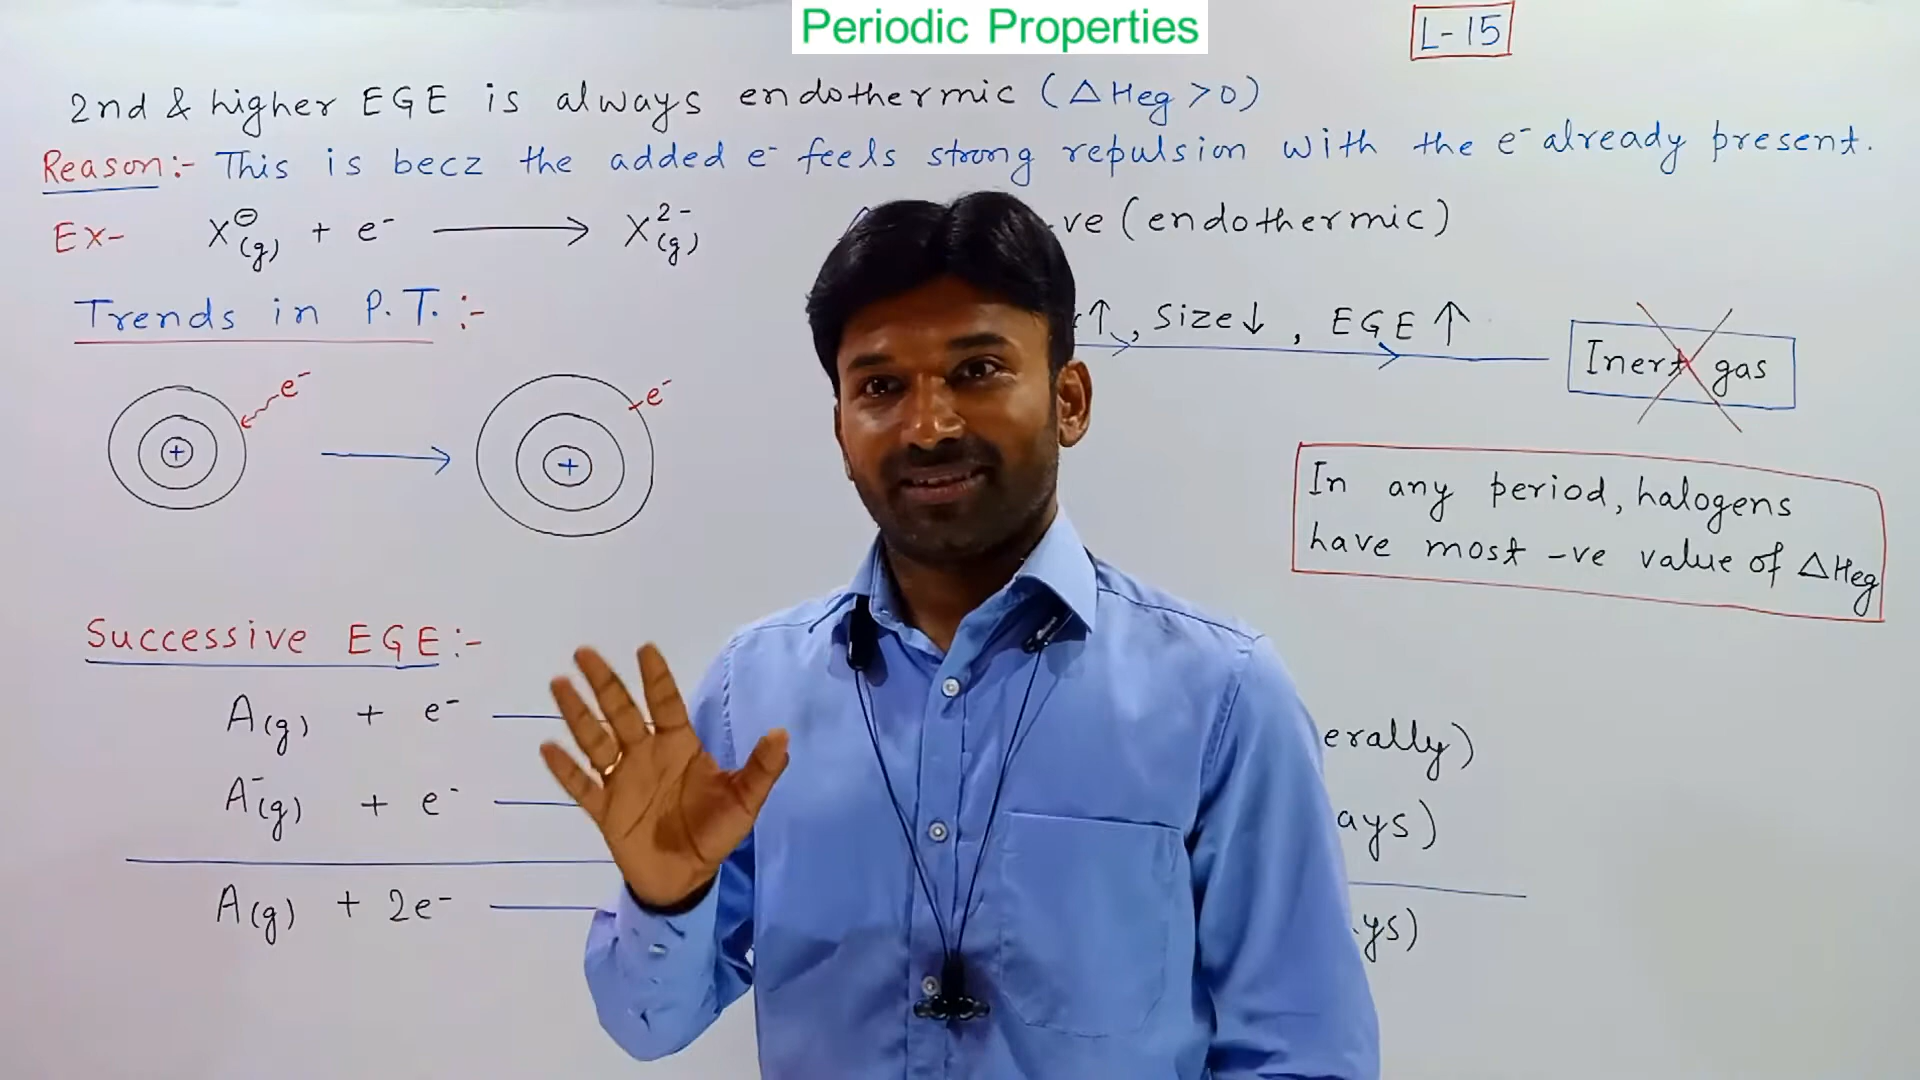 Periodic Properties
L-15
2nd & higher EGE is always endothermic (△Heg >0)
Reason:- This is becz the added e⁻ feels strong repulsion with the e⁻ already present.
Ex- X⊖(g) + e⁻ ⟶ X²⁻(g) ve (endothermic)
Trends in P.T. :-
↑, Size↓, EGE↑
Inert gas
e⁻
e⁻
+
+
In any period, halogens
have most -ve value of △Heg
Successive EGE:-
A(g) + e⁻
erally)
A⁻(g) + e⁻
ays)
A(g) + 2e⁻
ys)